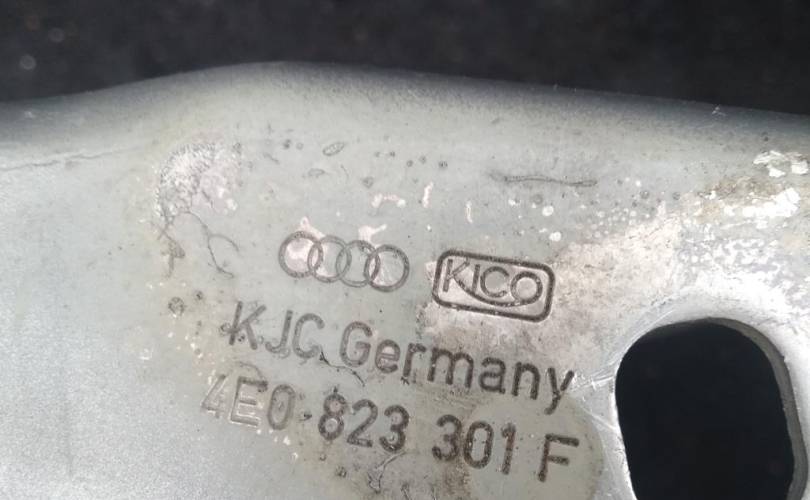 KICO
KJC Germany
4E0 823 301 F